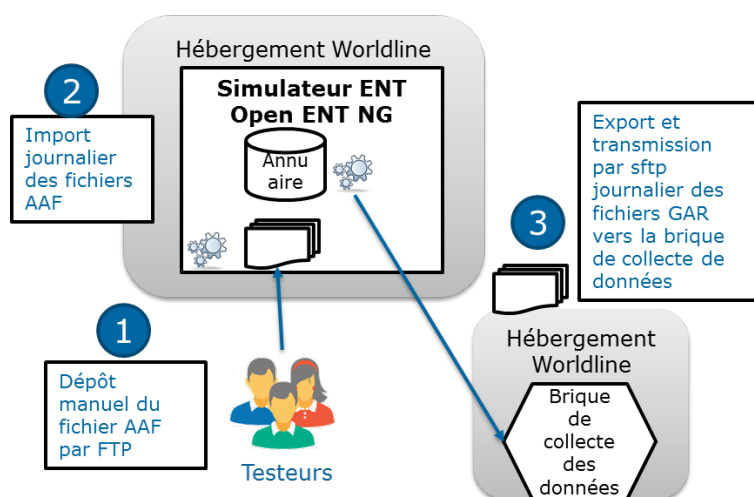 Hébergement Worldline
Simulateur ENT
Open ENT NG
Annu
aire
2
Import
journalier
des fichiers
AAF
1
Dépôt
manuel du
fichier AAF
par FTP
Testeurs
3
Export et
transmission
par sftp
journalier des
fichiers GAR
vers la brique
de collecte de
données
Hébergement
Worldline
Brique
de
collecte
des
données